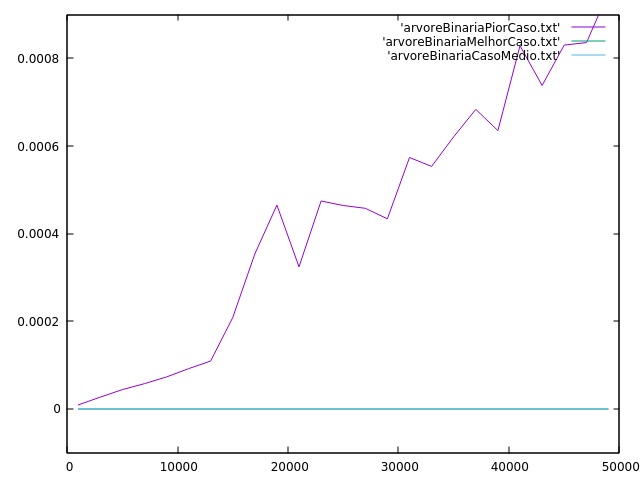 'arvoreBinariaPiorCaso.txt'
'arvoreBinariaMelhorCaso.txt'
'arvoreBinariaCasoMedio.txt'
0.0008
0.0006
0.0004
0.0002
0
0 10000 20000 30000 40000 50000